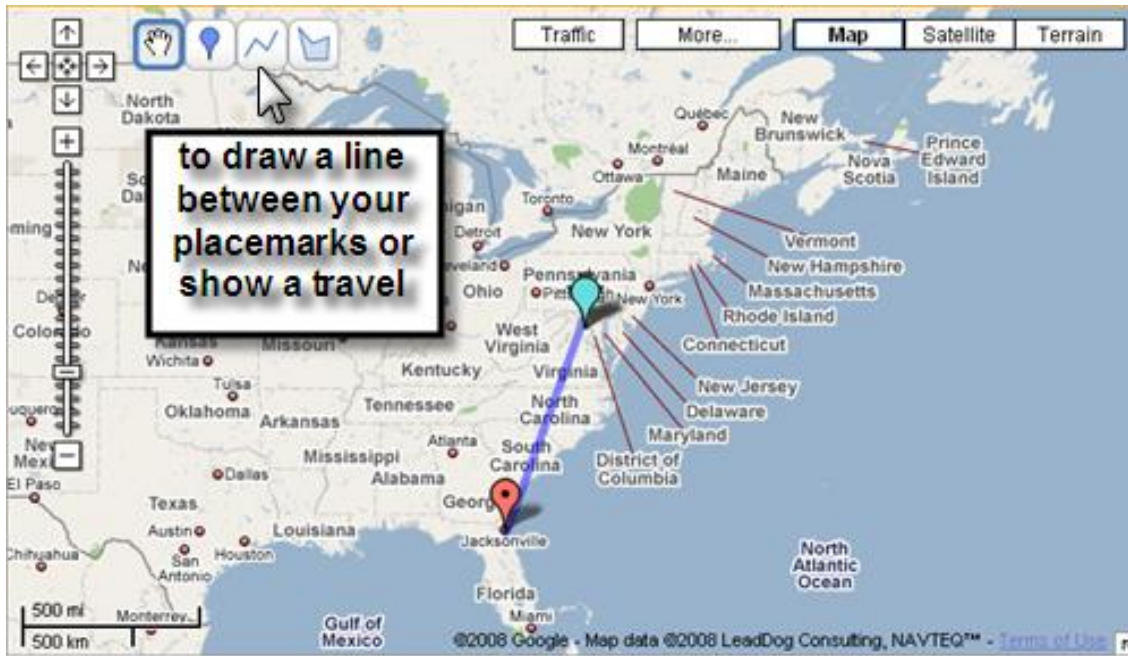 Traffic
More...
Map
Satellite
Terrain
North
Dakota
to draw a line
between your
placemarks or
show a travel
Québec
New
Brunswick
Prince
Edward
Island
Nova
Scotia
Montréal
Ottawa
Maine
Toronto
Detroit
New York
Vermont
New Hampshire
Massachusetts
Rhode Island
Connecticut
New Jersey
Delaware
Maryland
District of
Columbia
Pennsylvania
New York
Ohio
West
Virginia
Virginia
Kansas
Missouri
Wichita
Kentucky
Tulsa
Oklahoma
Arkansas
Tennessee
North
Carolina
Atlanta
South
Carolina
Mississippi
Alabama
Dallas
El Paso
Texas
Austin
Louisiana
Jacksonville
Chihuahua
San
Antonio
Houston
North
Atlantic
Ocean
Florida
Miami
500 mi
500 km
Monterrey
Gulf of
Mexico
©2008 Google - Map data ©2008 LeadDog Consulting, NAVTEQ™ - Terms of Use